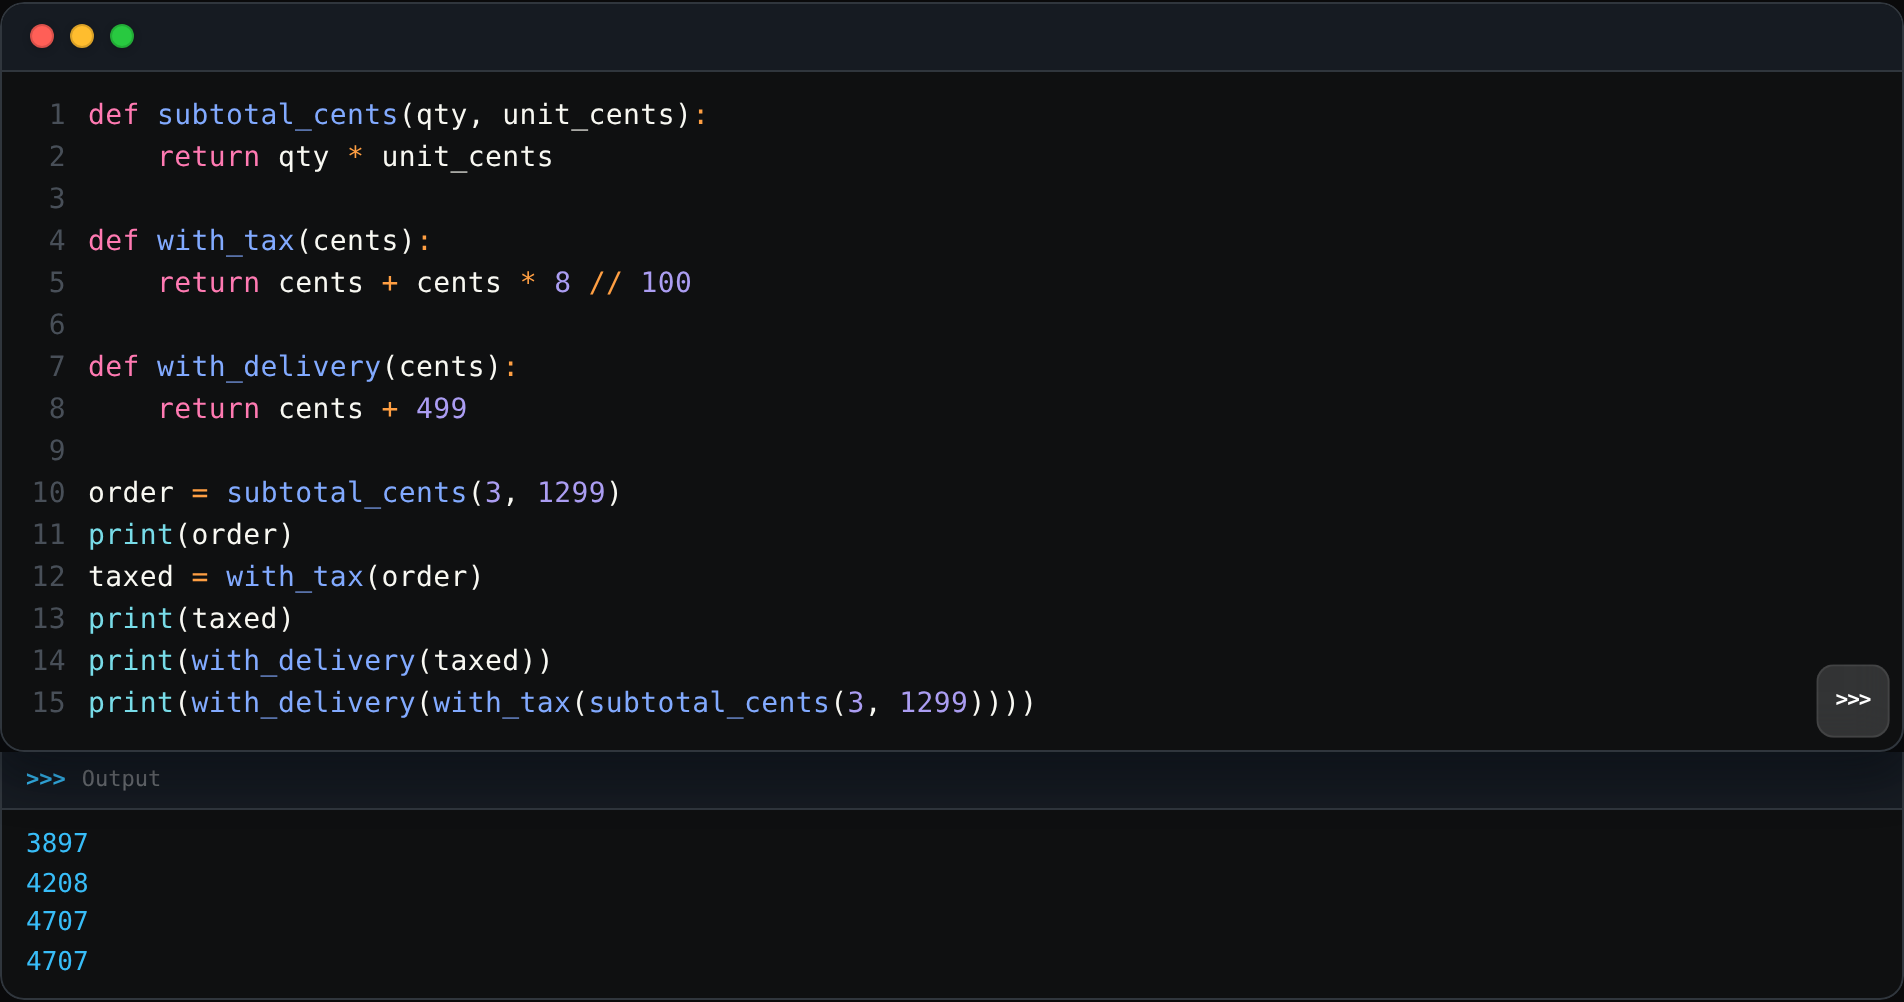 1 def subtotal_cents(qty, unit_cents):
2     return qty * unit_cents
3
4 def with_tax(cents):
5     return cents + cents * 8 // 100
6
7 def with_delivery(cents):
8     return cents + 499
9
10 order = subtotal_cents(3, 1299)
11 print(order)
12 taxed = with_tax(order)
13 print(taxed)
14 print(with_delivery(taxed))
15 print(with_delivery(with_tax(subtotal_cents(3, 1299))))
>>>
>>> Output
3897
4208
4707
4707